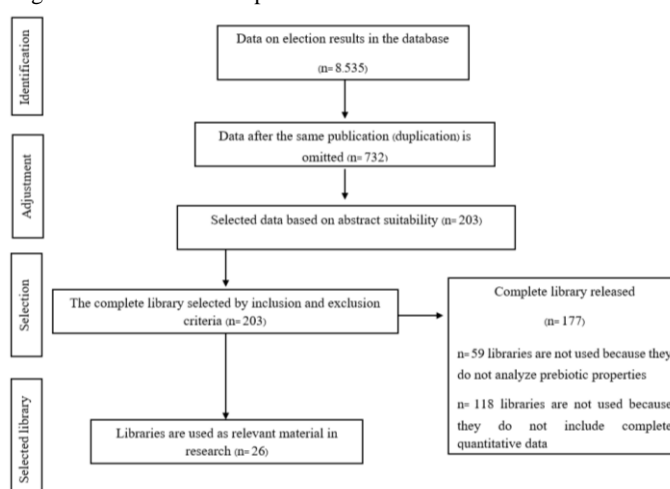 Identification
Data on election results in the database
(n=8.535)
Data after the same publication (duplication) is
omitted (n=732)
Adjustment
Selected data based on abstract suitability (n=203)
Selection
The complete library selected by inclusion and exclusion
criteria (n=203)
Complete library released
(n=177)
n=59 libraries are not used because they
do not analyze prebiotic properties
n= 118 libraries are not used because
they do not include complete
quantitative data
Selected library
Libraries are used as relevant material in
research (n=26)